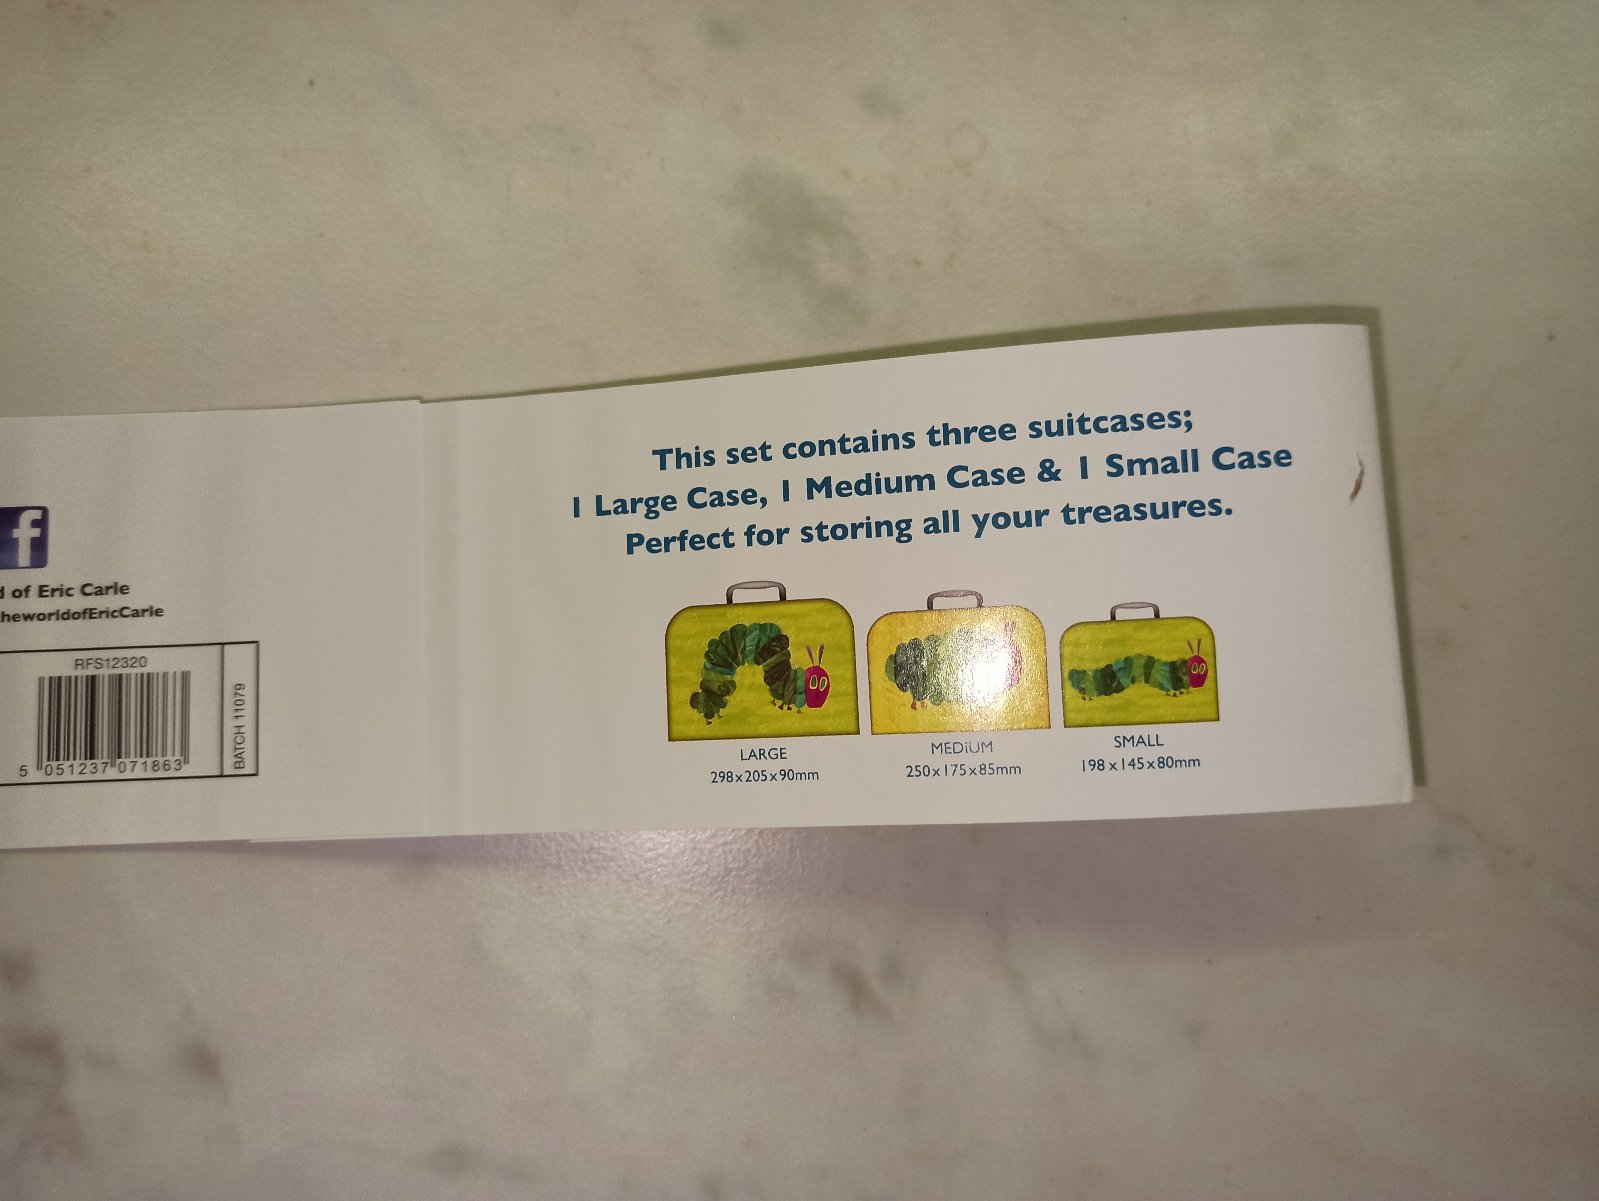 f
of Eric Carle
heworldofEricCarle
RFS12320
5 051237 071863
BATCH 11079
This set contains three suitcases;
1 Large Case, 1 Medium Case & 1 Small Case
Perfect for storing all your treasures.
LARGE
298x205x90mm
MEDiUM
250x175x85mm
SMALL
198x145x80mm